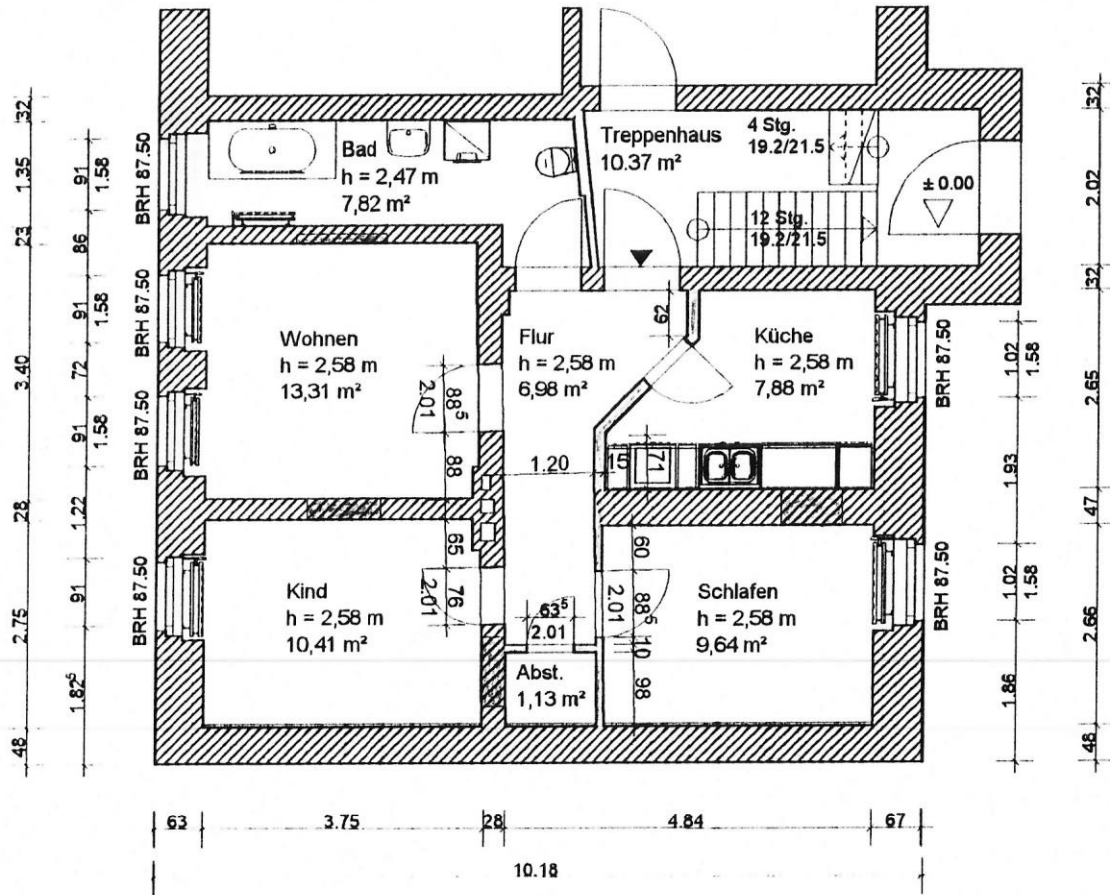 Bad
h = 2,47 m
7,82 m²
Treppenhaus
10.37 m²
4 Stg.
19.2/21.5
12 Stg.
19.2/21.5
± 0.00
Wohnen
h = 2,58 m
13,31 m²
Flur
h = 2,58 m
6,98 m²
Küche
h = 2,58 m
7,88 m²
Kind
h = 2,58 m
10,41 m²
Schlafen
h = 2,58 m
9,64 m²
Abst.
1,13 m²
62
88⁵
2.01
88
1.20
15
71
65
76
2.01
60
88⁵
2.01
10
98
63⁵
2.01
BRH 87.50
BRH 87.50
BRH 87.50
BRH 87.50
BRH 87.50
BRH 87.50
32
1.35
23
3.40
28
2.75
48
91
1.58
86
91
1.58
72
91
1.58
1.22
91
1.82⁵
1.02
1.58
1.93
1.02
1.58
1.86
32
2.02
32
2.65
47
2.66
48
63
3.75
28
4.84
67
10.18